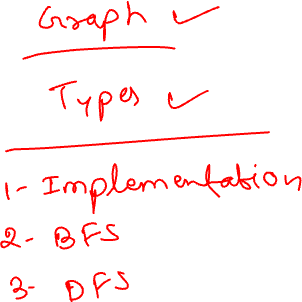 Graph ✓
Types ✓
1- Implementation
2- BFS
3- DFS